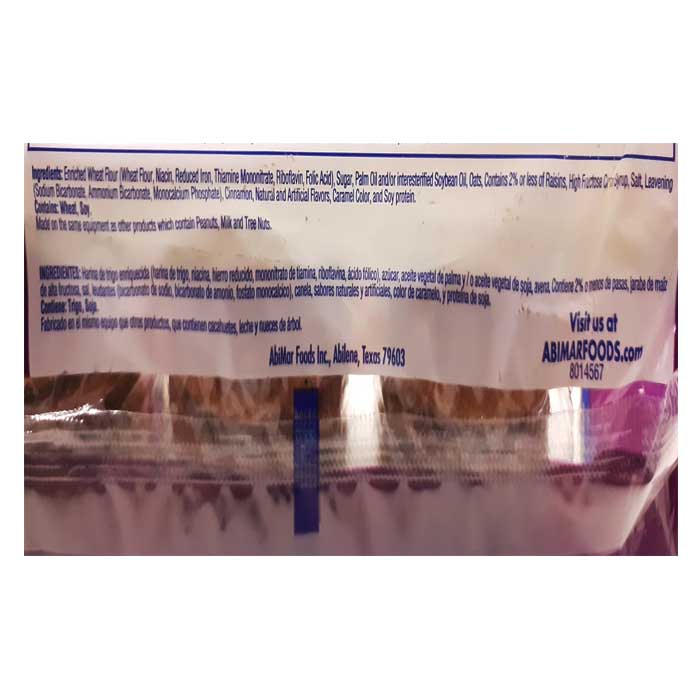 Ingredients: Enriched Wheat Flour (Wheat Flour, Niacin, Reduced Iron, Thiamine Mononitrate, Riboflavin, Folic Acid), Sugar, Palm Oil and/or interesterified Soybean Oil, Oats, Contains 2% or less of Raisins, High Fructose Corn Syrup, Salt, Leavening
(Sodium Bicarbonate, Ammonium Bicarbonate, Monocalcium Phosphate), Cinnamon, Natural and Artificial Flavors, Caramel Color, and Soy protein.
Contains: Wheat, Soy.
Made on the same equipment as other products which contain Peanuts, Milk and Tree Nuts.
INGREDIENTES: Harina de trigo enriquecida (harina de trigo, niacina, hierro reducido, mononitrato de tiamina, riboflavina, ácido fólico), azúcar, aceite vegetal de palma y / o aceite vegetal de soja, avena, Contiene 2% o menos de pasas, jarabe de maíz
de alta fructosa, sal, leudantes (bicarbonato de sodio, bicarbonato de amonio, fosfato monocalcico), canela, sabores naturales y artificiales, color de caramelo, y proteína de soja.
Contiene: Trigo, Soja.
Fabricado en el mismo equipo que otros productos, que contienen cacahuetes, leche y nueces de árbol.
AbiMar Foods Inc., Abilene, Texas 79603
Visit us at
ABIMARFOODS.com
8014567